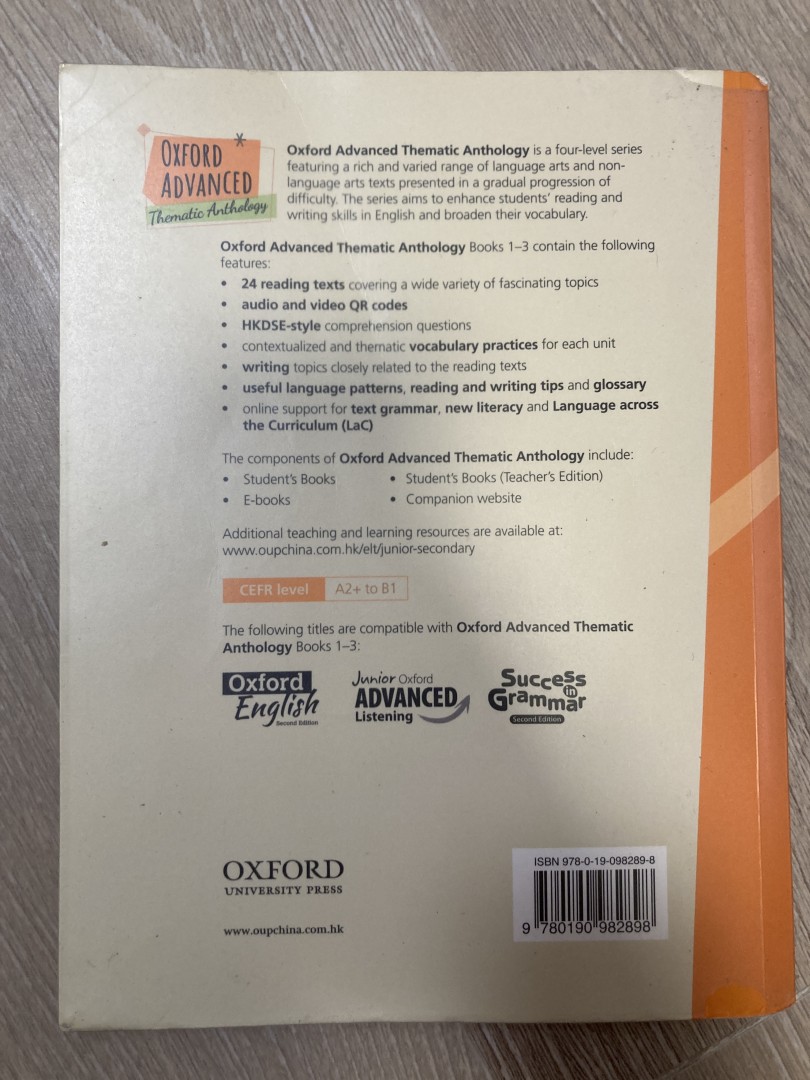 OXFORD *
ADVANCED
Thematic Anthology
Oxford Advanced Thematic Anthology is a four-level series
featuring a rich and varied range of language arts and non-
language arts texts presented in a gradual progression of
difficulty. The series aims to enhance students' reading and
writing skills in English and broaden their vocabulary.
Oxford Advanced Thematic Anthology Books 1–3 contain the following
features:
• 24 reading texts covering a wide variety of fascinating topics
• audio and video QR codes
• HKDSE-style comprehension questions
• contextualized and thematic vocabulary practices for each unit
• writing topics closely related to the reading texts
• useful language patterns, reading and writing tips and glossary
• online support for text grammar, new literacy and Language across
the Curriculum (LaC)
The components of Oxford Advanced Thematic Anthology include:
• Student's Books • Student's Books (Teacher's Edition)
• E-books • Companion website
Additional teaching and learning resources are available at:
www.oupchina.com.hk/elt/junior-secondary
CEFR level A2+ to B1
The following titles are compatible with Oxford Advanced Thematic
Anthology Books 1–3:
Oxford
English
Second Edition
Junior Oxford
ADVANCED
Listening
Success
in
Grammar
Second Edition
OXFORD
UNIVERSITY PRESS
www.oupchina.com.hk
ISBN 978-0-19-098289-8
9 780190 982898